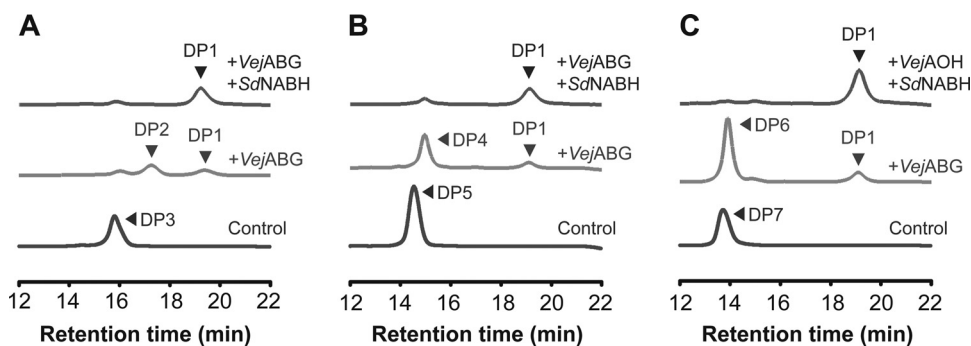 A
DP1
+VejABG
+SdNABH
DP2
DP1
+VejABG
DP3
Control
12 14 16 18 20 22
Retention time (min)
B
DP1
+VejABG
+SdNABH
DP4
DP1
+VejABG
DP5
Control
12 14 16 18 20 22
Retention time (min)
C
DP1
+VejAOH
+SdNABH
DP6
DP1
+VejABG
DP7
Control
12 14 16 18 20 22
Retention time (min)